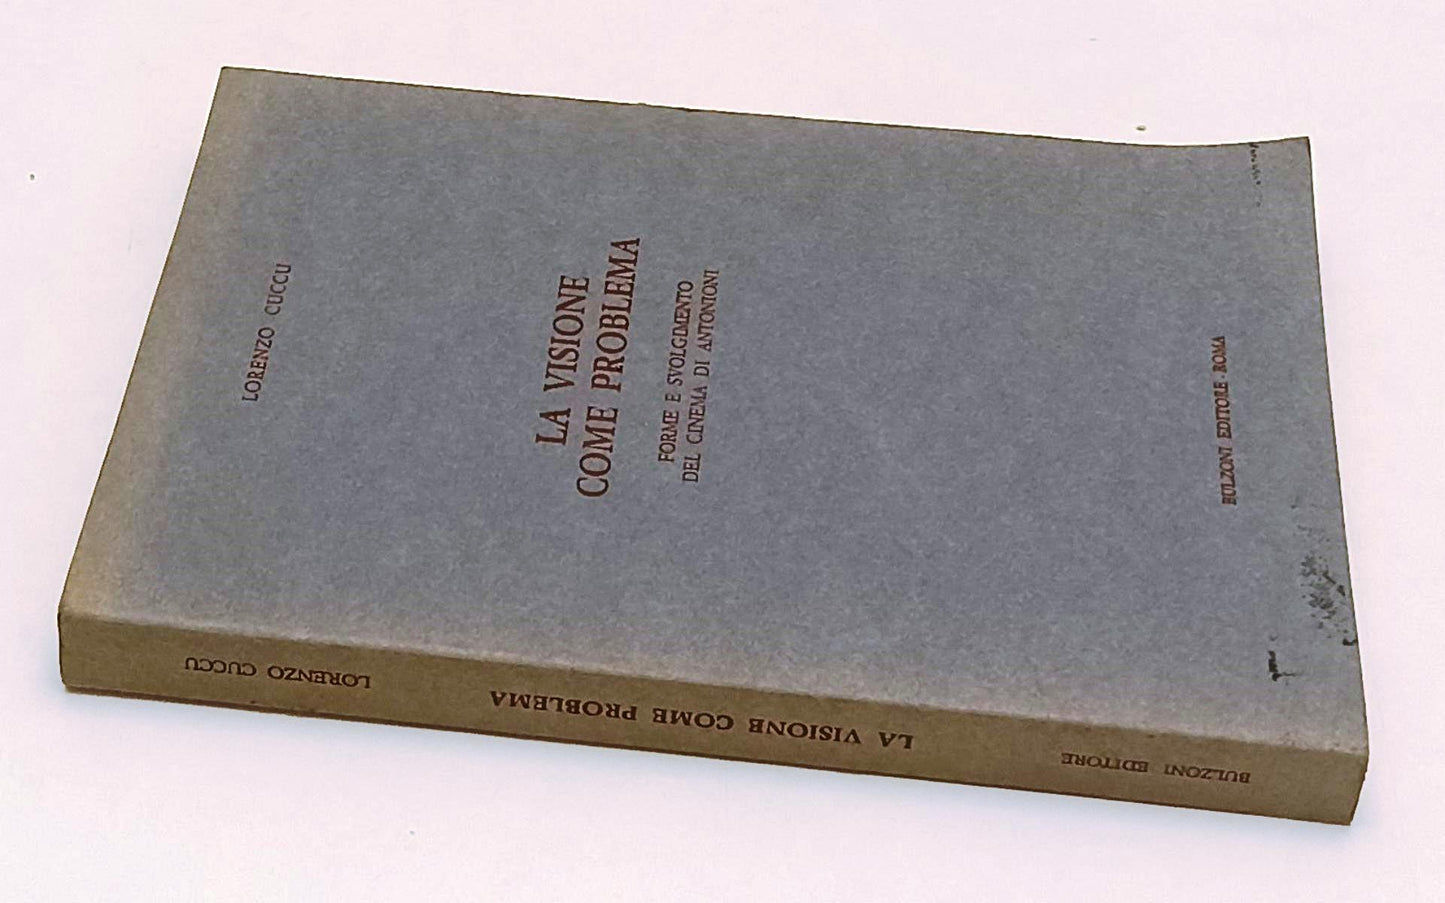 LORENZO CUCCU
LA VISIONE
COME PROBLEMA
FORME E SVOLGIMENTO
DEL CINEMA DI ANTONIONI
BULZONI EDITORE - ROMA
LORENZO CUCCU
LA VISIONE COME PROBLEMA
BULZONI EDITORE